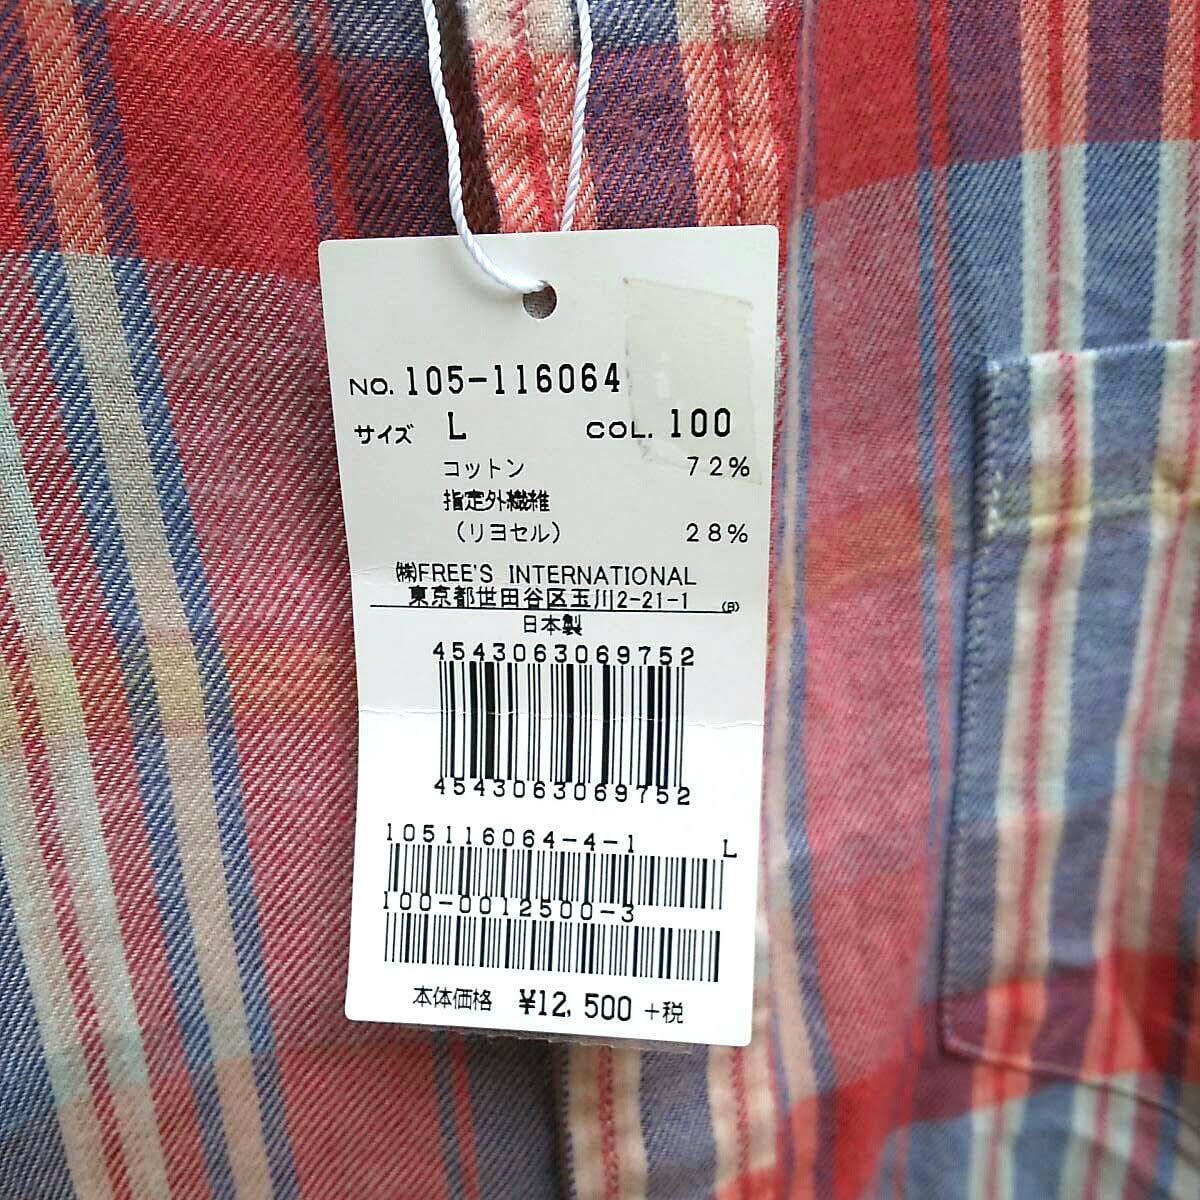 NO. 105-116064
サイズ L COL. 100
コットン 72%
指定外繊維
(リヨセル) 28%
㈱FREE'S INTERNATIONAL
東京都世田谷区玉川2-21-1 (B)
日本製
4543063069752
4543063069752
105116064-4-1 L
100-0012500-3
本体価格 ¥12,500 +税